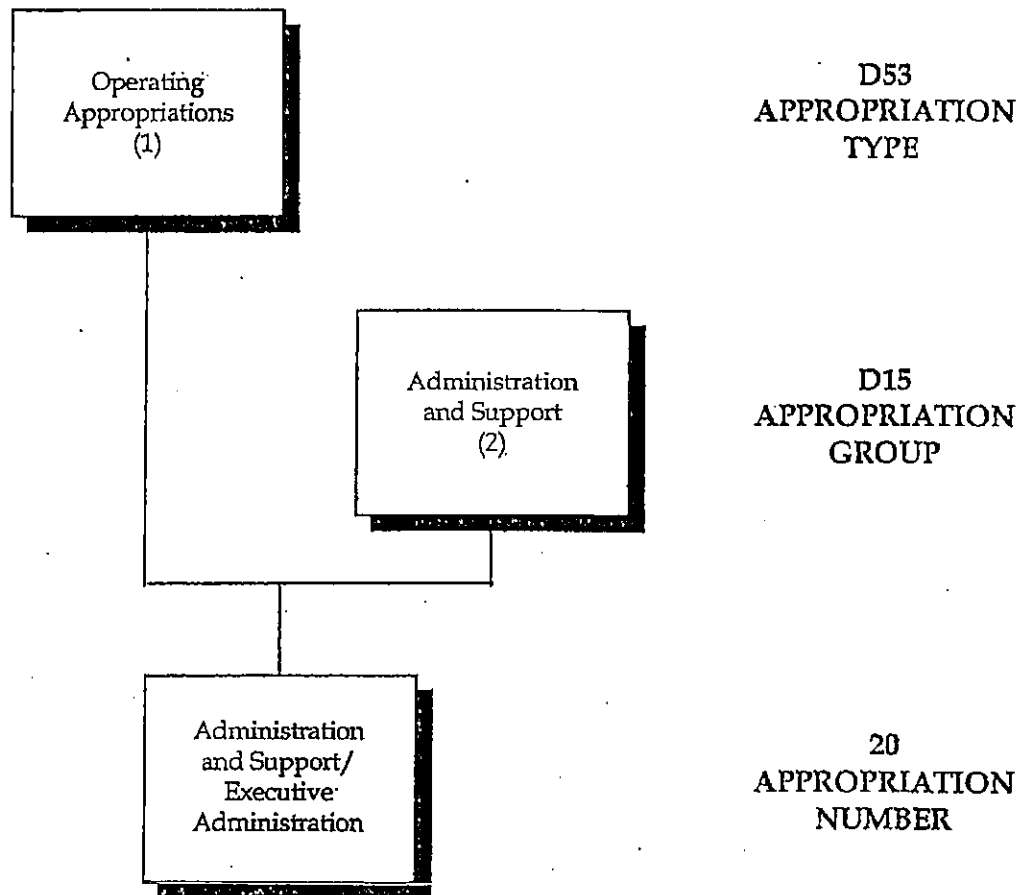 Operating
Appropriations
(1)
D53
APPROPRIATION
TYPE
Administration
and Support
(2)
D15
APPROPRIATION
GROUP
Administration
and Support/
Executive
Administration
20
APPROPRIATION
NUMBER